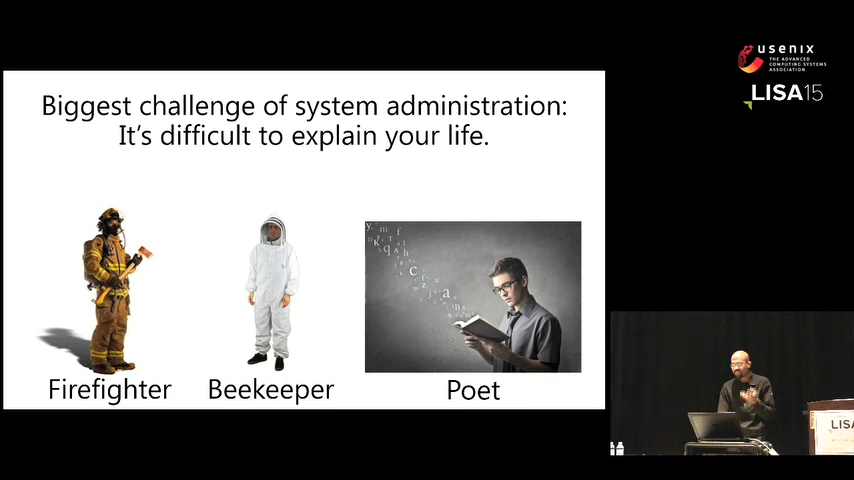 Biggest challenge of system administration:
It's difficult to explain your life.
Firefighter
Beekeeper
Poet
usenix
THE ADVANCED
COMPUTING SYSTEMS
ASSOCIATION
LISA15
LISA